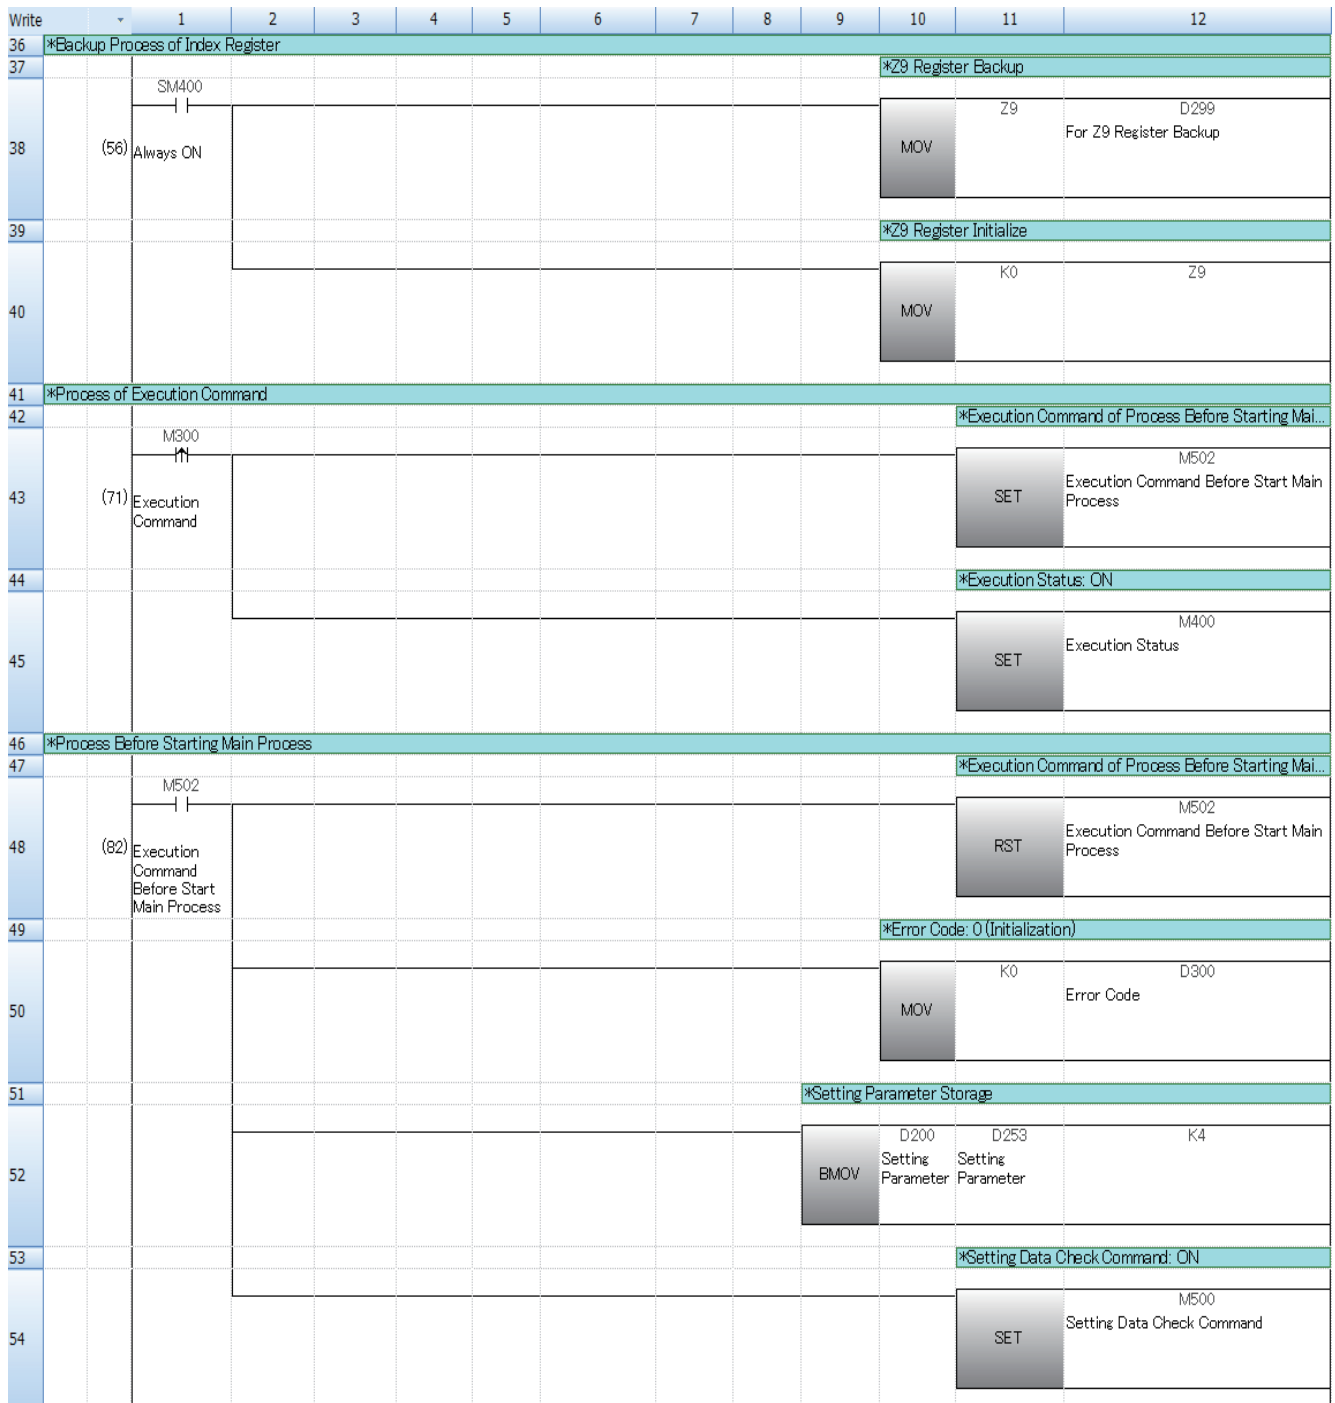 Write 1 2 3 4 5 6 7 8 9 10 11 12
36 *Backup Process of Index Register
37 *Z9 Register Backup
SM400
Z9 D299
For Z9 Register Backup
38 (56) Always ON MOV
39 *Z9 Register Initialize
K0 Z9
40 MOV
41 *Process of Execution Command
42 *Execution Command of Process Before Starting Mai...
M300
M502
Execution Command Before Start Main
Process
43 (71) Execution
Command
SET
44 *Execution Status: ON
M400
Execution Status
45 SET
46 *Process Before Starting Main Process
47 *Execution Command of Process Before Starting Mai...
M502
M502
Execution Command Before Start Main
Process
48 (82) Execution
Command
Before Start
Main Process
RST
49 *Error Code: 0 (Initialization)
K0 D300
Error Code
50 MOV
51 *Setting Parameter Storage
D200 D253 K4
Setting Setting
Parameter Parameter
52 BMOV
53 *Setting Data Check Command: ON
M500
Setting Data Check Command
54 SET